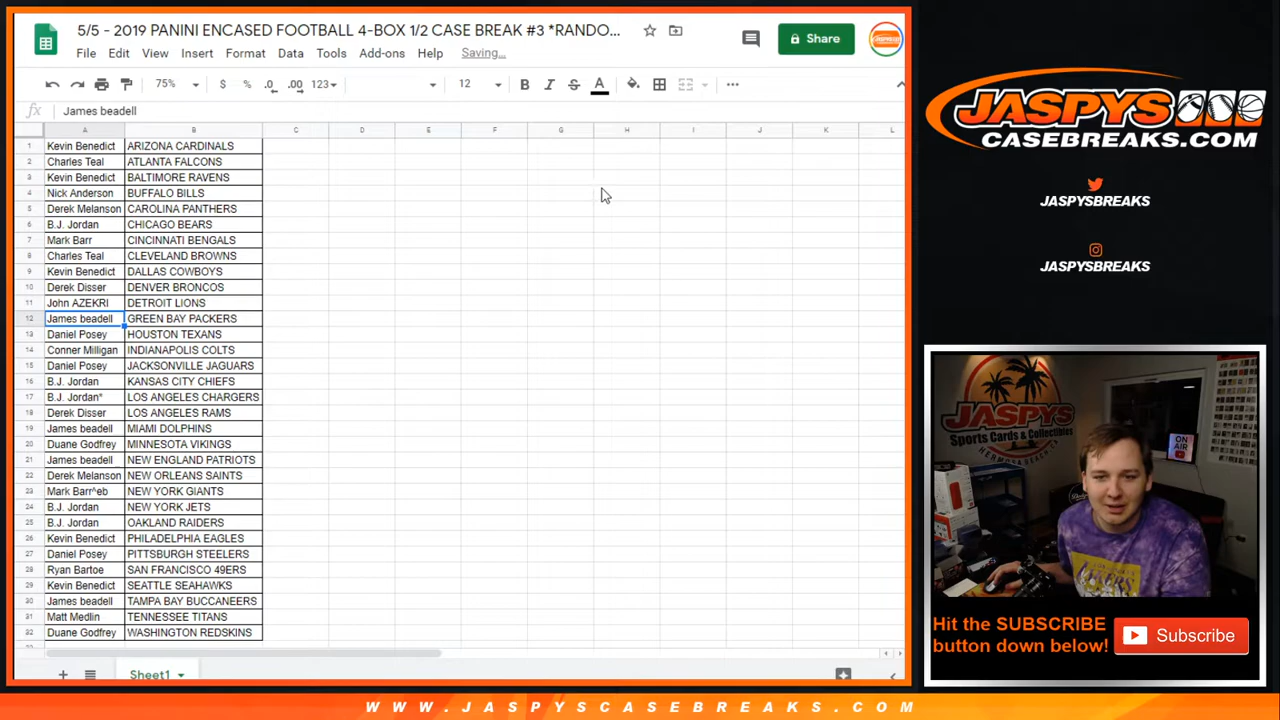 5/5 - 2019 PANINI ENCASED FOOTBALL 4-BOX 1/2 CASE BREAK #3 *RANDO...
Share
File Edit View Insert Format Data Tools Add-ons Help Saving...
75% $ % .0 .00 123 12 B I S A
fx James beadell
A B C D E F G H I J K L
1 Kevin Benedict ARIZONA CARDINALS
2 Charles Teal ATLANTA FALCONS
3 Kevin Benedict BALTIMORE RAVENS
4 Nick Anderson BUFFALO BILLS
5 Derek Melanson CAROLINA PANTHERS
6 B.J. Jordan CHICAGO BEARS
7 Mark Barr CINCINNATI BENGALS
8 Charles Teal CLEVELAND BROWNS
9 Kevin Benedict DALLAS COWBOYS
10 Derek Disser DENVER BRONCOS
11 John AZEKRI DETROIT LIONS
12 James beadell GREEN BAY PACKERS
13 Daniel Posey HOUSTON TEXANS
14 Conner Milligan INDIANAPOLIS COLTS
15 Daniel Posey JACKSONVILLE JAGUARS
16 B.J. Jordan KANSAS CITY CHIEFS
17 B.J. Jordan* LOS ANGELES CHARGERS
18 Derek Disser LOS ANGELES RAMS
19 James beadell MIAMI DOLPHINS
20 Duane Godfrey MINNESOTA VIKINGS
21 James beadell NEW ENGLAND PATRIOTS
22 Derek Melanson NEW ORLEANS SAINTS
23 Mark Barr^eb NEW YORK GIANTS
24 B.J. Jordan NEW YORK JETS
25 B.J. Jordan OAKLAND RAIDERS
26 Kevin Benedict PHILADELPHIA EAGLES
27 Daniel Posey PITTSBURGH STEELERS
28 Ryan Bartoe SAN FRANCISCO 49ERS
29 Kevin Benedict SEATTLE SEAHAWKS
30 James beadell TAMPA BAY BUCCANEERS
31 Matt Medlin TENNESSEE TITANS
32 Duane Godfrey WASHINGTON REDSKINS
Sheet1
JASPYS
CASEBREAKS.COM
JASPYSBREAKS
JASPYSBREAKS
JASPYS
Sports Cards & Collectibles
HERMOSA BEACH
ON AIR
Hit the SUBSCRIBE
button down below!
Subscribe
WWW.JASPYSCASEBREAKS.COM